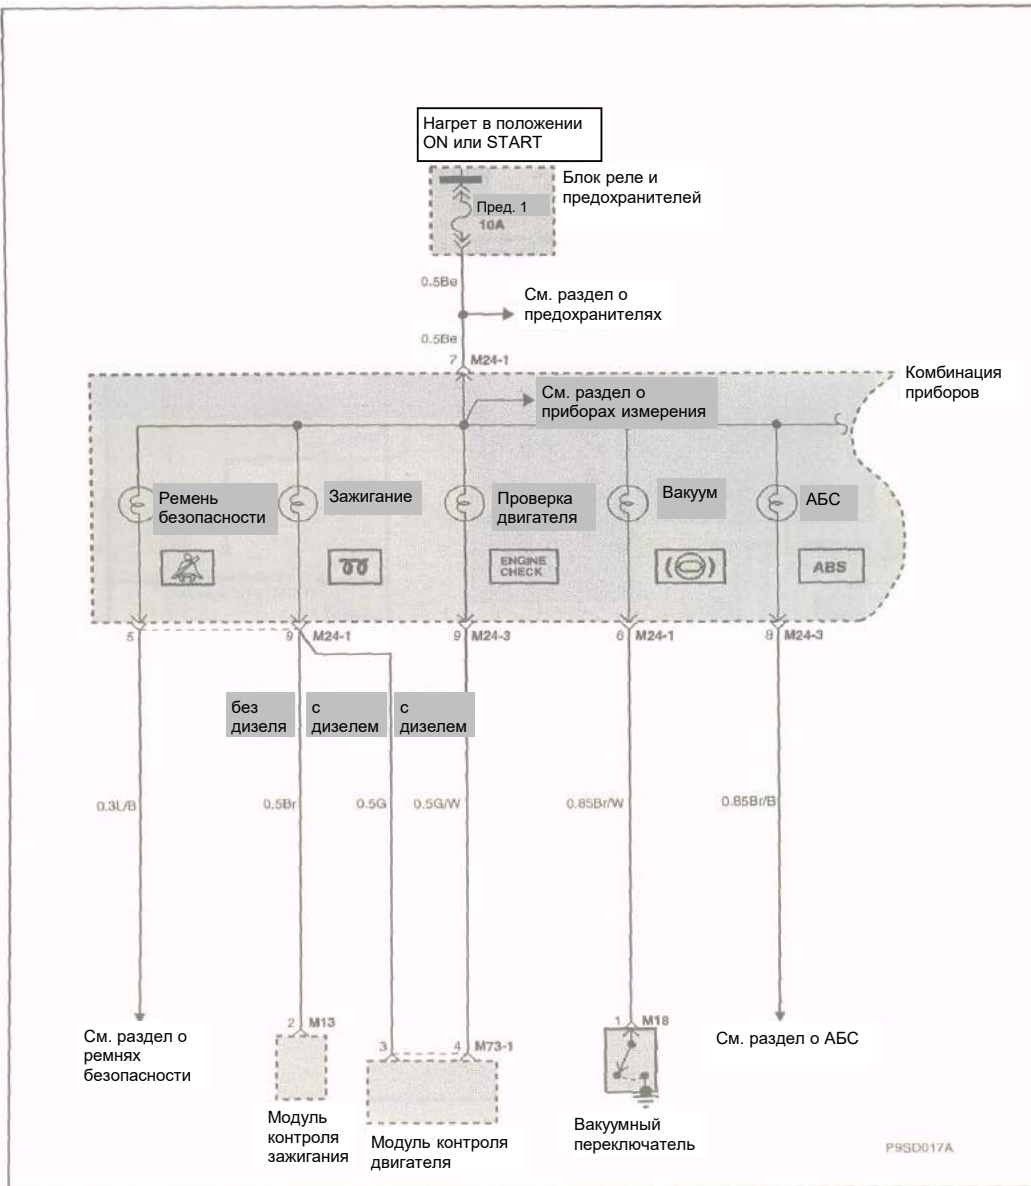 Нагрет в положении
ON или START
Блок реле и
предохранителей
Пред. 1
10A
0.5Be
См. раздел о
предохранителях
0.5Be
7 M24-1
Комбинация
приборов
См. раздел о
приборах измерения
Ремень
безопасности
Зажигание
Проверка
двигателя
Вакуум
АБС
ENGINE
CHECK
ABS
5
9 M24-1
9 M24-3
6 M24-1
8 M24-3
без
дизеля
с
дизелем
с
дизелем
0.3L/B
0.5Br
0.5G
0.5G/W
0.85Br/W
0.85Br/B
См. раздел о
ремнях
безопасности
2 M13
3
4 M73-1
1 M18
См. раздел о АБС
Модуль
контроля
зажигания
Модуль контроля
двигателя
Вакуумный
переключатель
P9SD017A